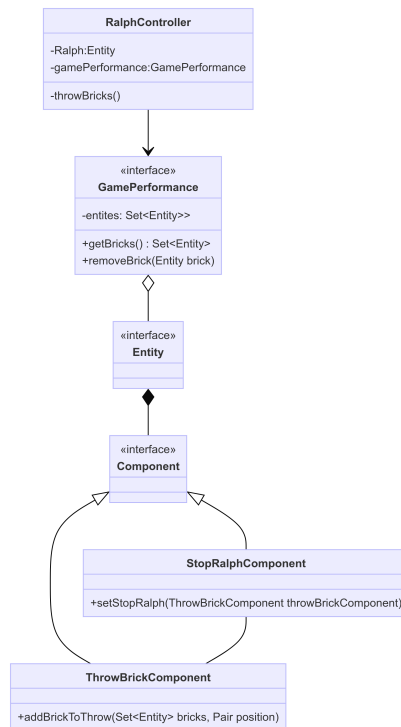 RalphController
-Ralph:Entity
-gamePerformance:GamePerformance
-throwBricks()
«interface»
GamePerformance
-entites: Set<Entity>>
+getBricks() : Set<Entity>
+removeBrick(Entity brick)
«interface»
Entity
«interface»
Component
StopRalphComponent
+setStopRalph(ThrowBrickComponent throwBrickComponent)
ThrowBrickComponent
+addBrickToThrow(Set<Entity> bricks, Pair position)